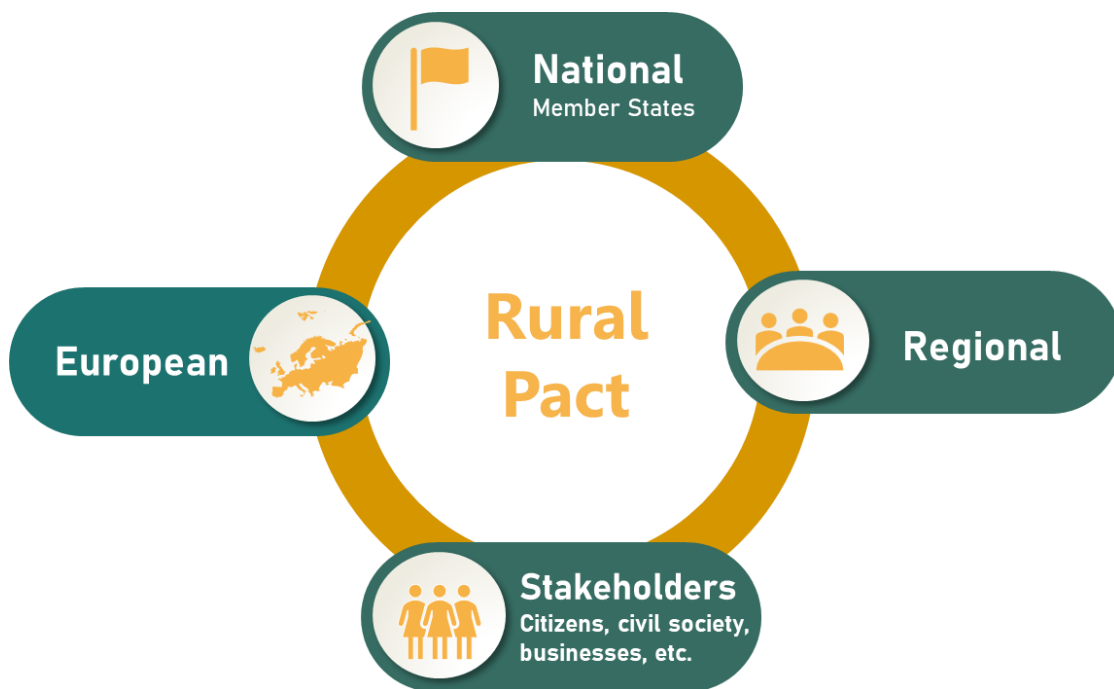 National
Member States
European
Rural
Pact
Regional
Stakeholders
Citizens, civil society,
businesses, etc.